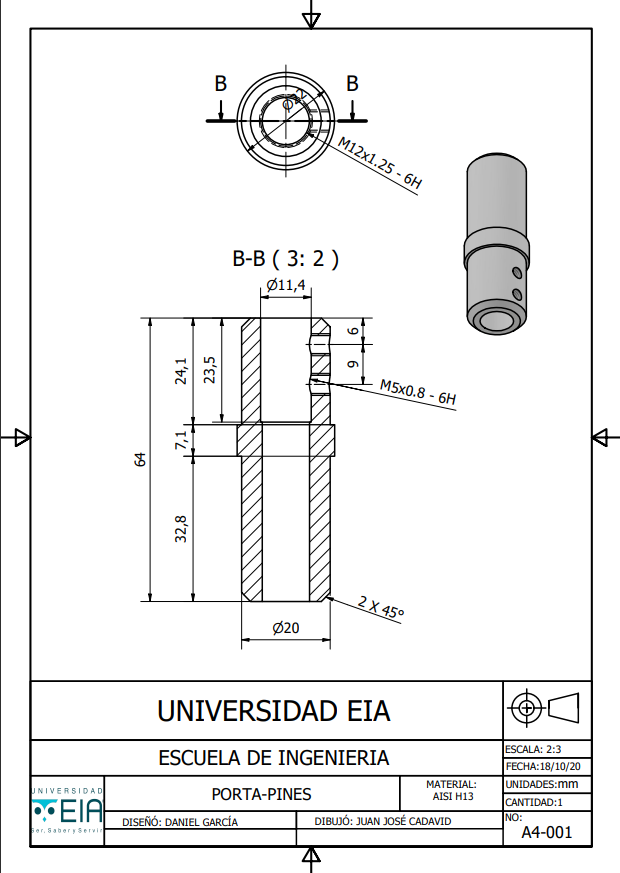 B B
Ø22
M12x1.25 - 6H
B-B ( 3: 2 )
Ø11,4
6
24,1
23,5
9
M5x0.8 - 6H
7,1
64
32,8
2 X 45°
Ø20
UNIVERSIDAD EIA
ESCUELA DE INGENIERIA
ESCALA: 2:3
FECHA:18/10/20
UNIVERSIDAD
EIA
Ser, Saber y Servir
PORTA-PINES
MATERIAL:
AISI H13
UNIDADES:mm
CANTIDAD:1
DISEÑÓ: DANIEL GARCÍA
DIBUJÓ: JUAN JOSÉ CADAVID
NO:
A4-001